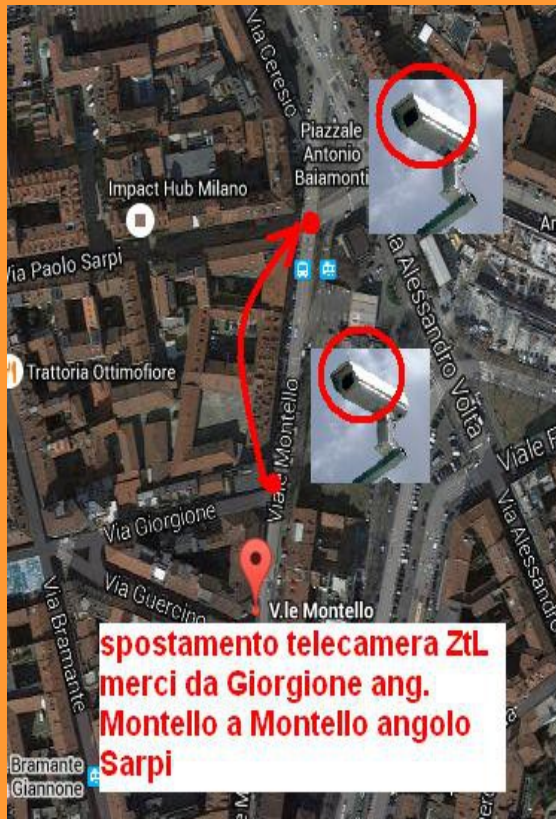 Via Ceresio
Piazzale
Antonio
Baiamonti
Impact Hub Milano
Via Paolo Sarpi
Via Alessandro Volta
Trattoria Ottimofiore
Viale Montello
Via Giorgione
Via Guercino
Via Bramante
V.le Montello
spostamento telecamera ZtL
merci da Giorgione ang.
Montello a Montello angolo
Sarpi
Bramante
Giannone